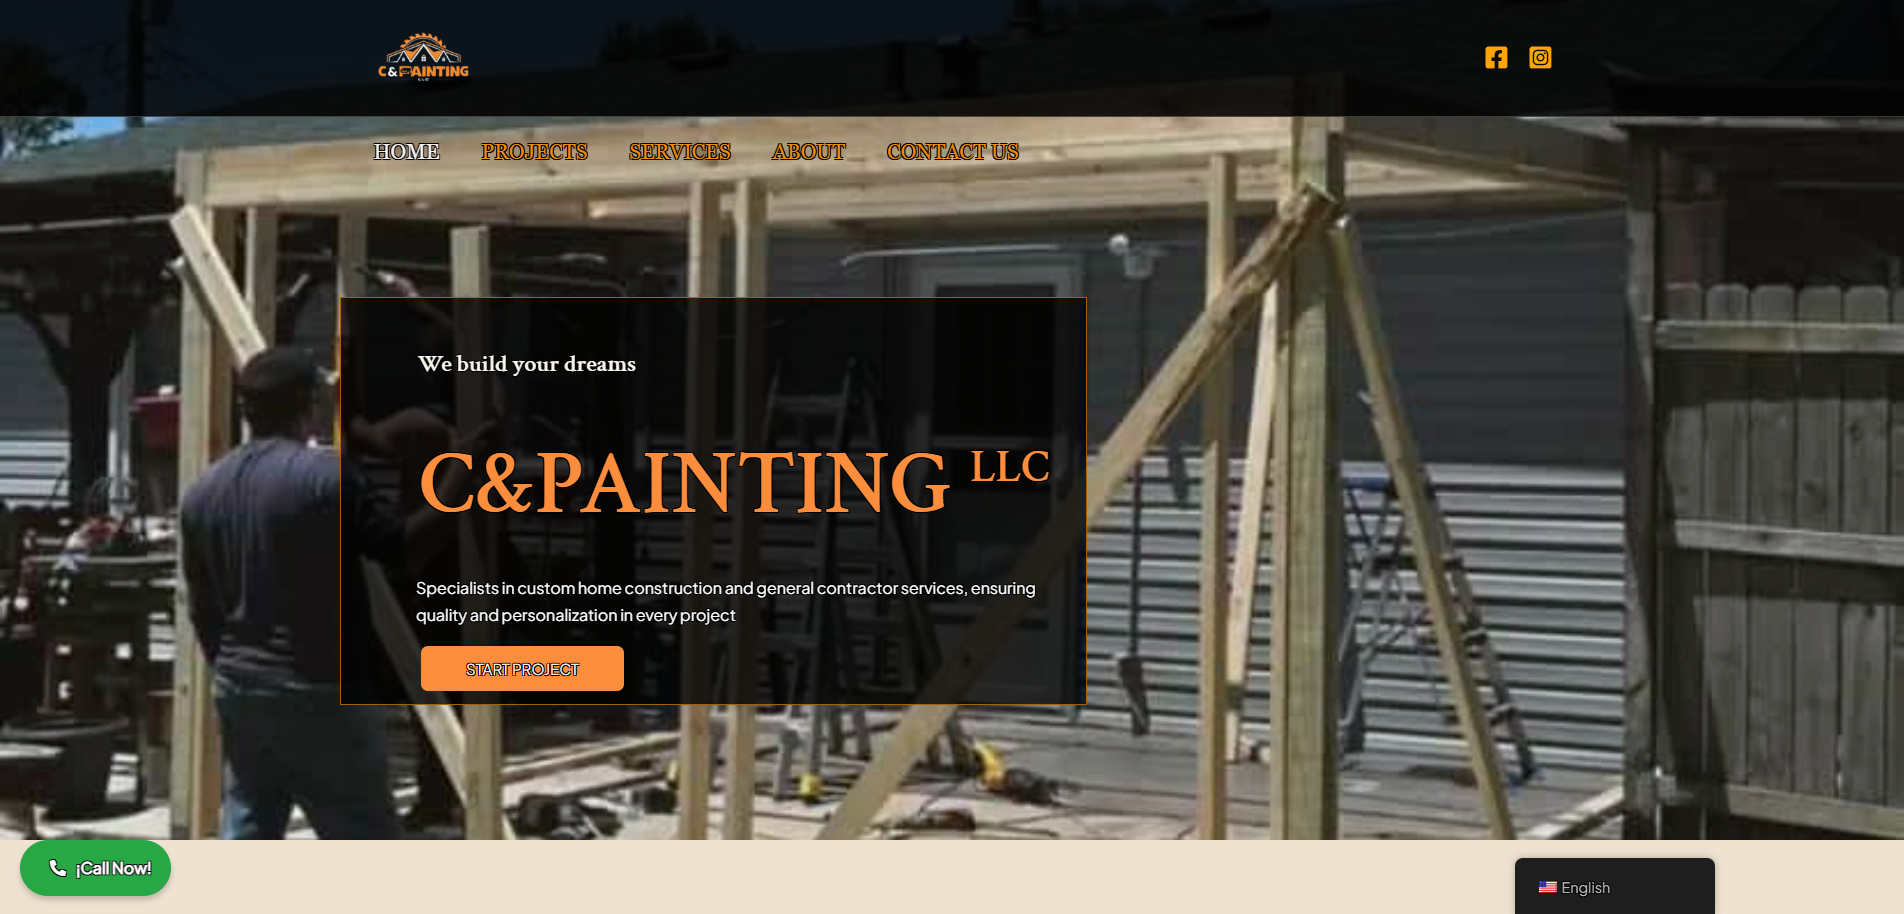 C&PAINTING
LLC
HOME PROJECTS SERVICES ABOUT CONTACT US
We build your dreams
C&PAINTING LLC
Specialists in custom home construction and general contractor services, ensuring
quality and personalization in every project
START PROJECT
¡Call Now!
English